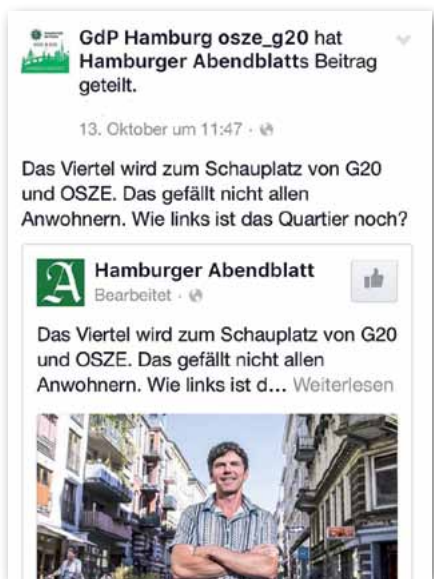 GdP Hamburg osze_g20 hat
Hamburger Abendblatts Beitrag
geteilt.
13. Oktober um 11:47 ·
Das Viertel wird zum Schauplatz von G20
und OSZE. Das gefällt nicht allen
Anwohnern. Wie links ist das Quartier noch?
A
Hamburger Abendblatt
Bearbeitet ·
Das Viertel wird zum Schauplatz von G20
und OSZE. Das gefällt nicht allen
Anwohnern. Wie links ist d... Weiterlesen